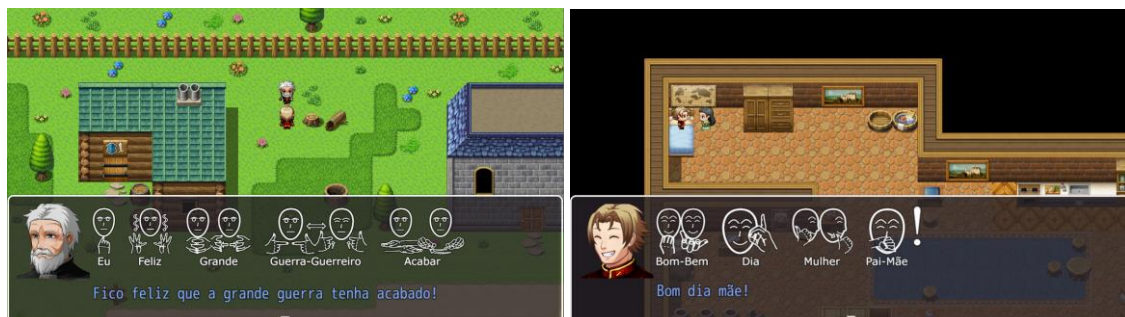 Eu Feliz Grande Guerra-Guerreiro Acabar
Fico feliz que a grande guerra tenha acabado!
Bom-Bem Dia Mulher Pai-Mãe !
Bom dia mãe!